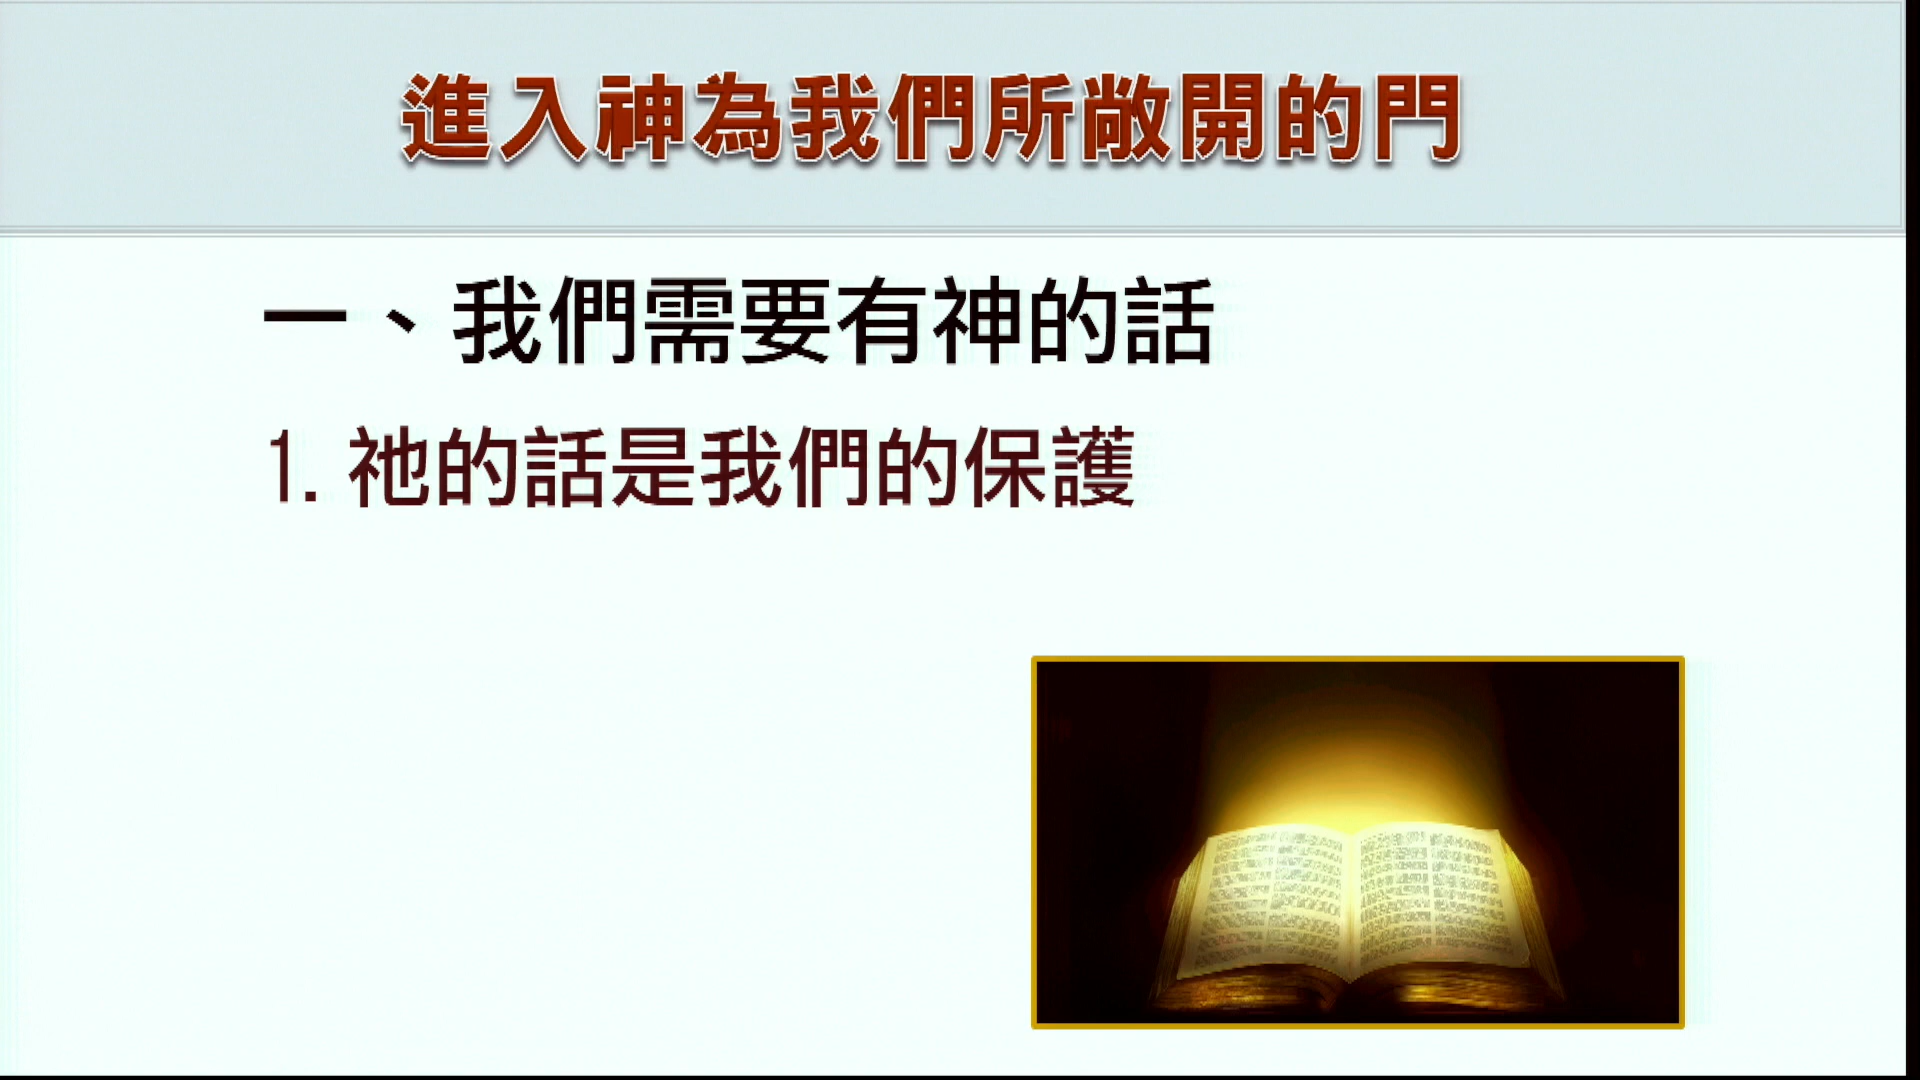 進入神為我們所敞開的門
一、我們需要有神的話
1. 祂的話是我們的保護